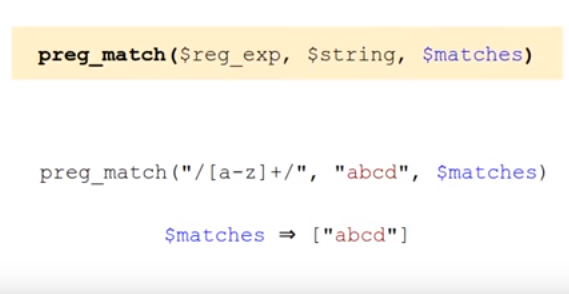 preg_match($reg_exp, $string, $matches)
preg_match("/[a-z]+/", "abcd", $matches)
$matches ⇒ ["abcd"]